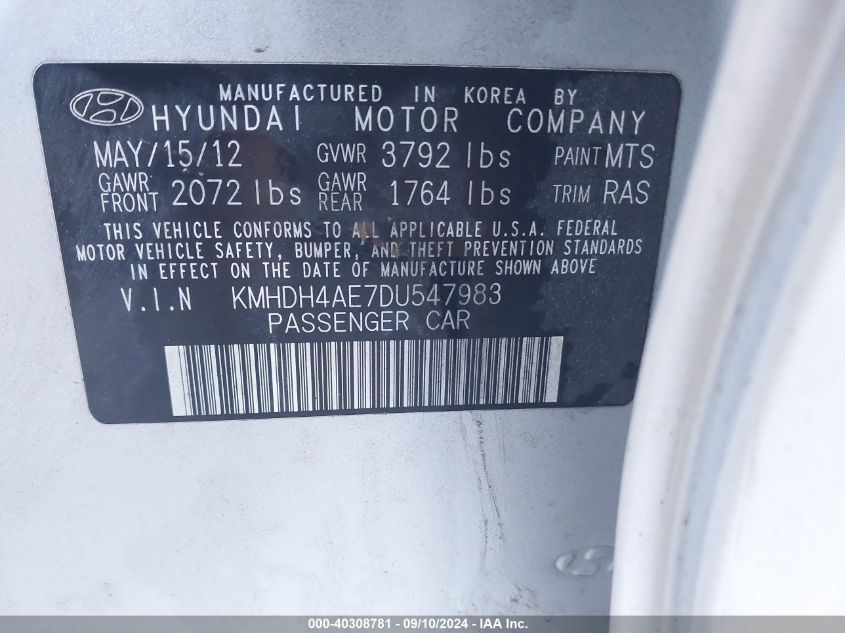 MANUFACTURED IN KOREA BY
HYUNDAI MOTOR COMPANY
MAY/15/12 GVWR 3792 lbs PAINT MTS
GAWR FRONT 2072 lbs GAWR REAR 1764 lbs TRIM RAS
THIS VEHICLE CONFORMS TO ALL APPLICABLE U.S.A. FEDERAL
MOTOR VEHICLE SAFETY, BUMPER, AND THEFT PREVENTION STANDARDS
IN EFFECT ON THE DATE OF MANUFACTURE SHOWN ABOVE
V.I.N KMHDH4AE7DU547983
PASSENGER CAR
000-40308781 - 09/10/2024 - IAA Inc.